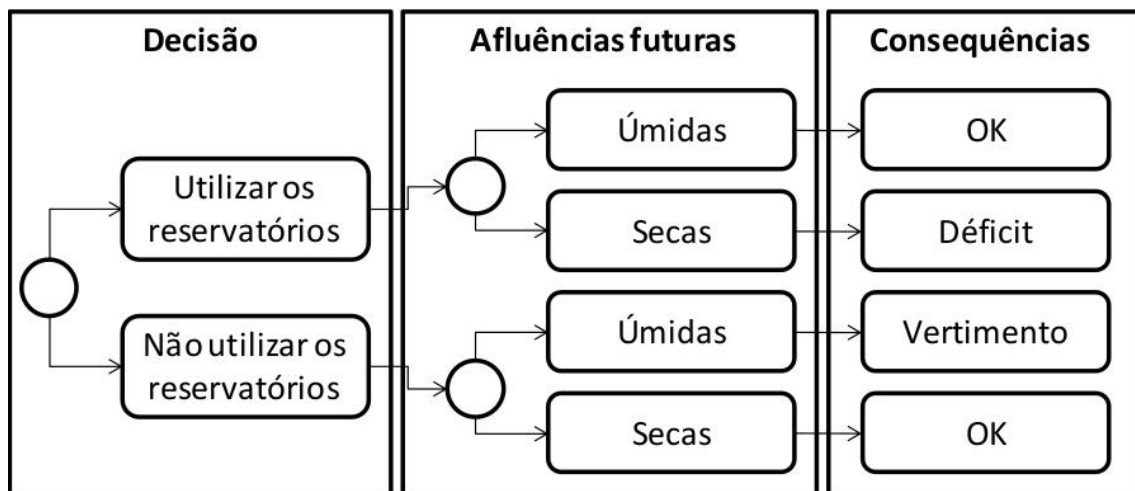 Decisão
Afluências futuras
Consequências
Utilizar os
reservatórios
Não utilizar os
reservatórios
Úmidas
Secas
Úmidas
Secas
OK
Déficit
Vertimento
OK